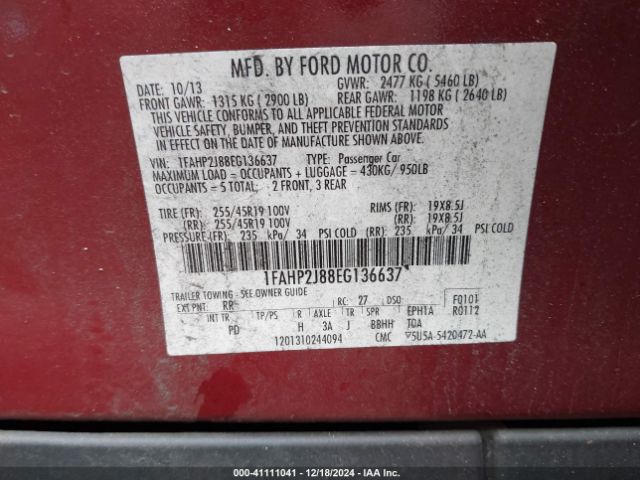 MFD. BY FORD MOTOR CO.
DATE: 10/13 GVWR: 2477 KG ( 5460 LB)
FRONT GAWR: 1315 KG ( 2900 LB) REAR GAWR: 1198 KG ( 2640 LB)
THIS VEHICLE CONFORMS TO ALL APPLICABLE FEDERAL MOTOR
VEHICLE SAFETY, BUMPER, AND THEFT PREVENTION STANDARDS
IN EFFECT ON THE DATE OF MANUFACTURE SHOWN ABOVE.
VIN: 1FAHP2J88EG136637 TYPE: Passenger Car
MAXIMUM LOAD = OCCUPANTS + LUGGAGE = 430KG/ 950LB
OCCUPANTS = 5 TOTAL: 2 FRONT, 3 REAR
TIRE (FR): 255/45R19 100V RIMS (FR): 19X8.5J
(RR): 255/45R19 100V (RR): 19X8.5J
PRESSURE (FR): 235 kPa/ 34 PSI COLD (RR): 235 kPa/ 34 PSI COLD
1FAHP2J88EG136637
TRAILER TOWING - SEE OWNER GUIDE
EXT PNT: RR RC: 27 DSO: FQ101
INT TR TP/PS R AXLE TR SPR EPH1A R0112
PD H 3A J BBHH TOA
1201310244094 CMC 5U5A-5420472-AA
000-41111041 - 12/18/2024 - IAA Inc.